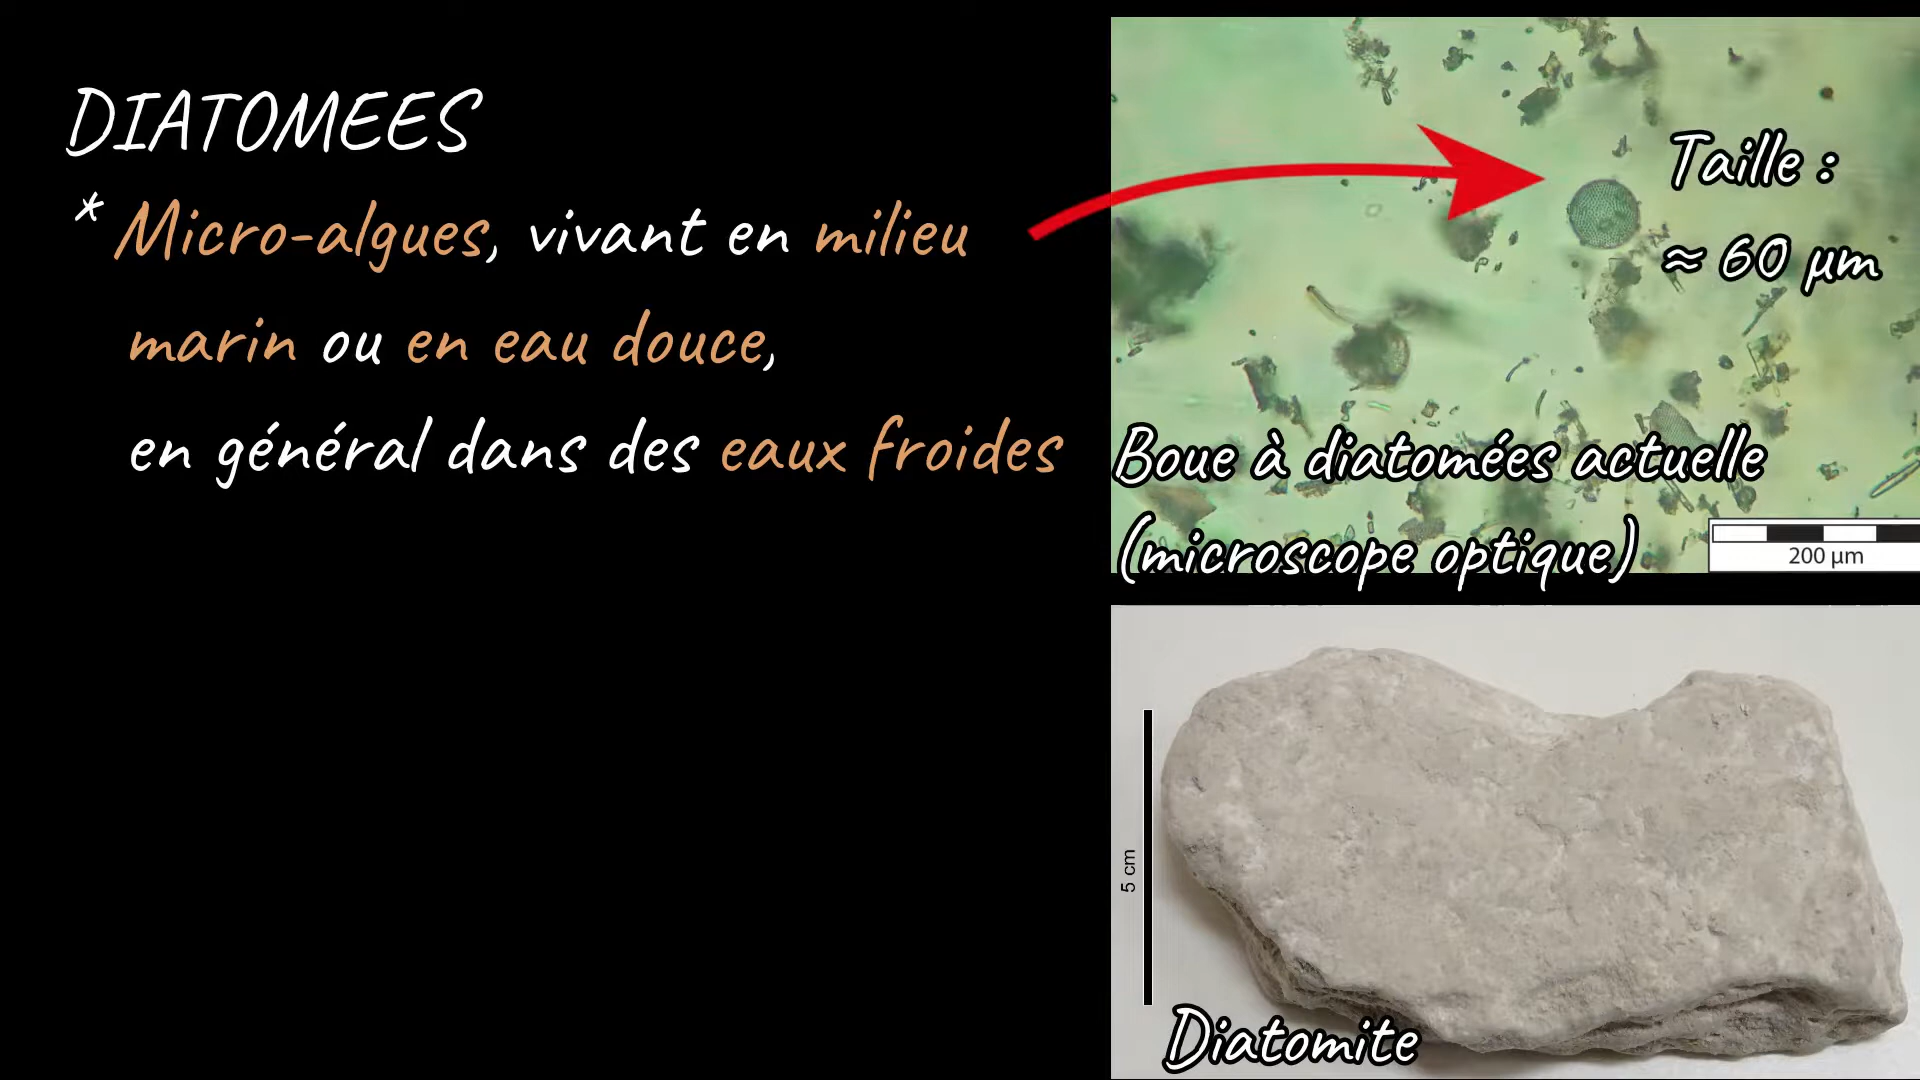 DIATOMEES
* Micro-algues, vivant en milieu
marin ou en eau douce,
en général dans des eaux froides
Taille :
≈ 60 µm
Boue à diatomées actuelle
(microscope optique)
200 µm
5 cm
Diatomite